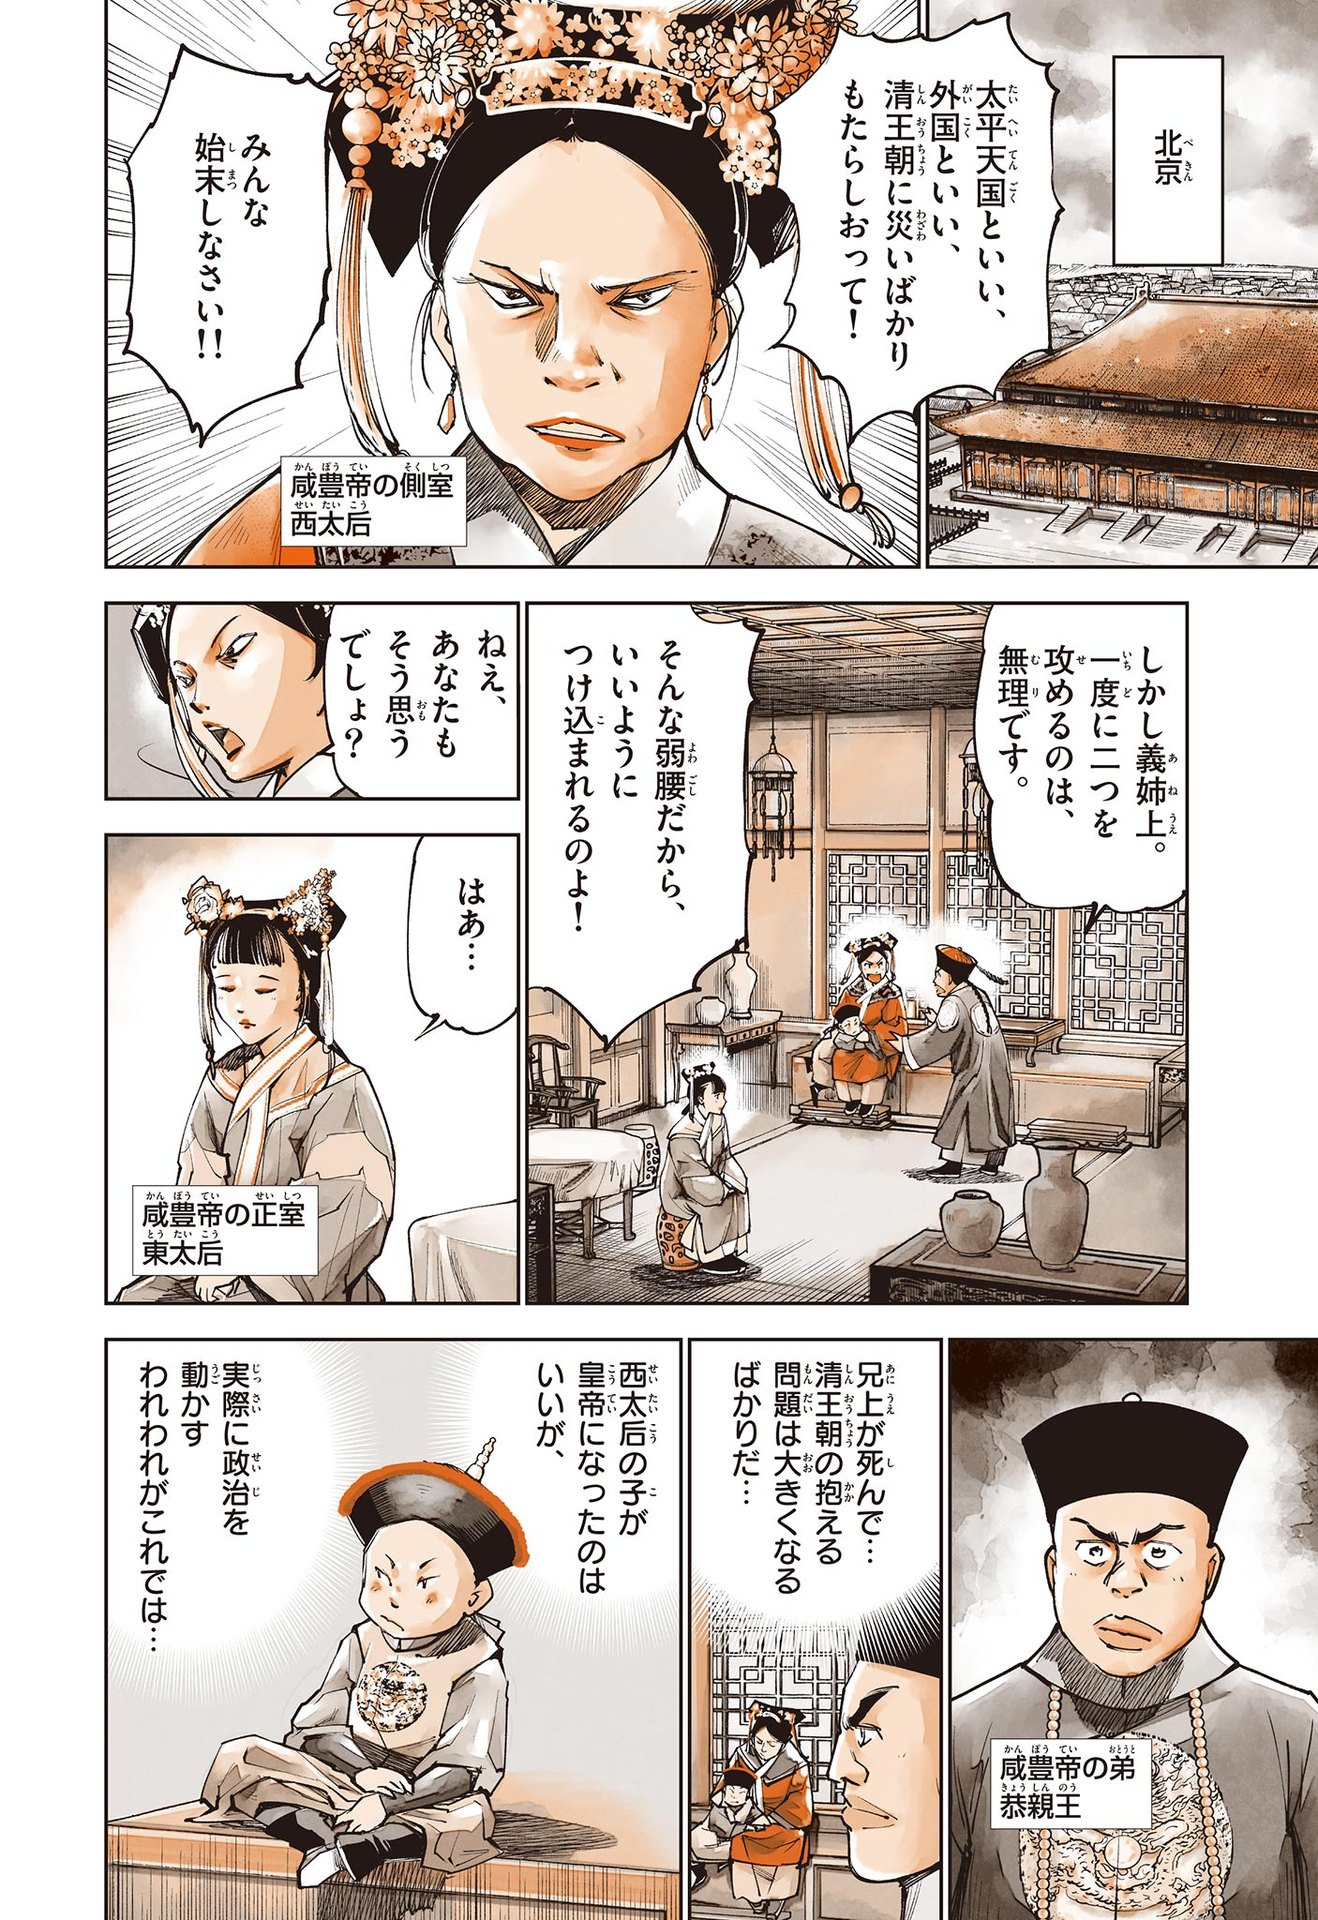 北京
太平天国といい、
外国といい、
清王朝に災いばかり
もたらしおって！
みんな
始末しなさい!!
咸豊帝の側室
西太后
しかし義姉上。
一度に二つを
攻めるのは、
無理です。
そんな弱腰だから、
いいように
つけ込まれるのよ！
ねえ、
あなたも
そう思う
でしょ？
はあ…
咸豊帝の正室
東太后
咸豊帝の弟
恭親王
兄上が死んで…
清王朝の抱える
問題は大きくなる
ばかりだ…
西太后の子が
皇帝になったのは
いいが、
実際に政治を
動かす
われわれがこれでは…